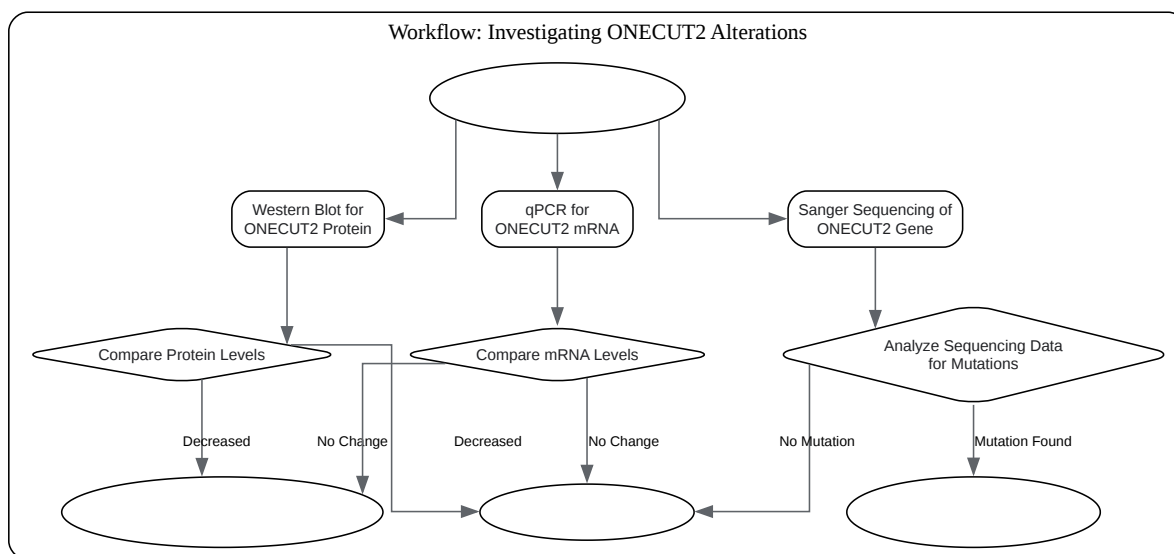 Workflow: Investigating ONECUT2 Alterations
Western Blot for
ONECUT2 Protein
qPCR for
ONECUT2 mRNA
Sanger Sequencing of
ONECUT2 Gene
Compare Protein Levels
Compare mRNA Levels
Analyze Sequencing Data
for Mutations
Decreased
No Change
Decreased
No Change
No Mutation
Mutation Found